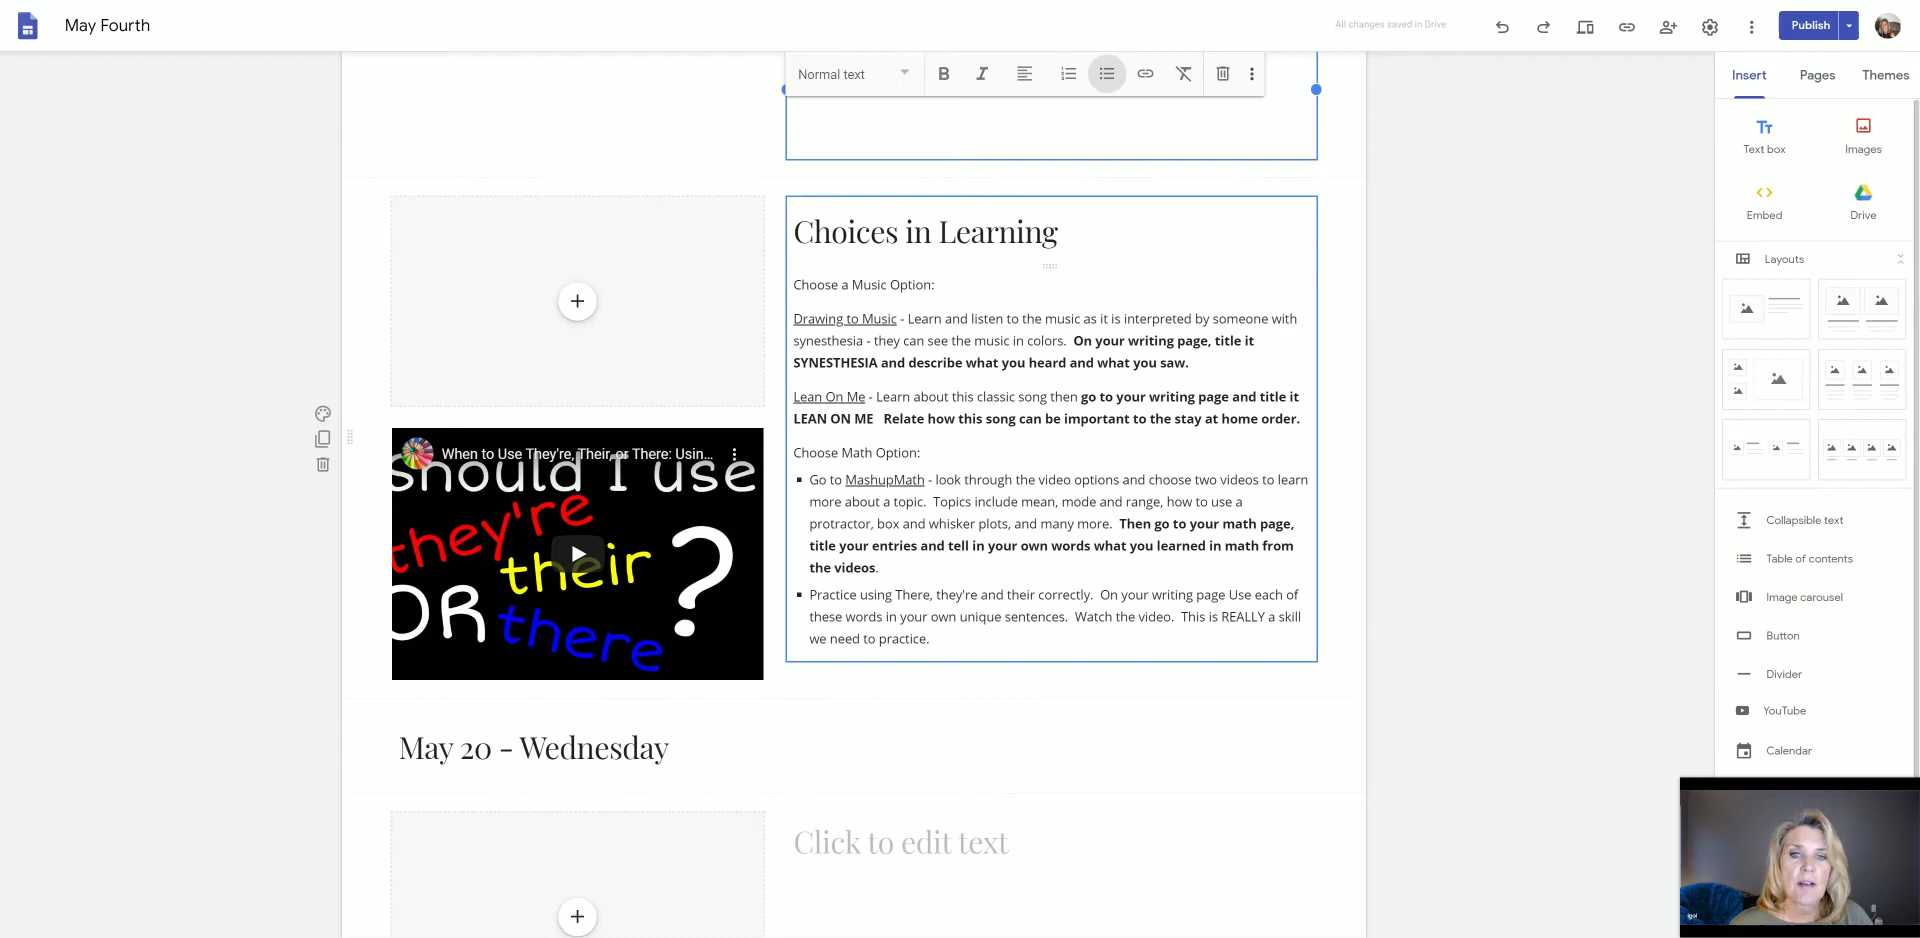 May Fourth
All changes saved in Drive
Publish
Normal text
Insert
Pages
Themes
Text box
Images
Embed
Drive
Layouts
Collapsible text
Table of contents
Image carousel
Button
Divider
YouTube
Calendar
Choices in Learning
Choose a Music Option:
Drawing to Music - Learn and listen to the music as it is interpreted by someone with
synesthesia - they can see the music in colors.  On your writing page, title it
SYNESTHESIA and describe what you heard and what you saw.
Lean On Me - Learn about this classic song then go to your writing page and title it
LEAN ON ME   Relate how this song can be important to the stay at home order.
Choose Math Option:
Go to MashupMath - look through the video options and choose two videos to learn
more about a topic.  Topics include mean, mode and range, how to use a
protractor, box and whisker plots, and many more.  Then go to your math page,
title your entries and tell in your own words what you learned in math from
the videos.
Practice using There, they're and their correctly.  On your writing page Use each of
these words in your own unique sentences.  Watch the video.  This is REALLY a skill
we need to practice.
When to Use They're, Their, or There: Usin...
Should I use
they're
their
OR
there
?
May 20 - Wednesday
Click to edit text